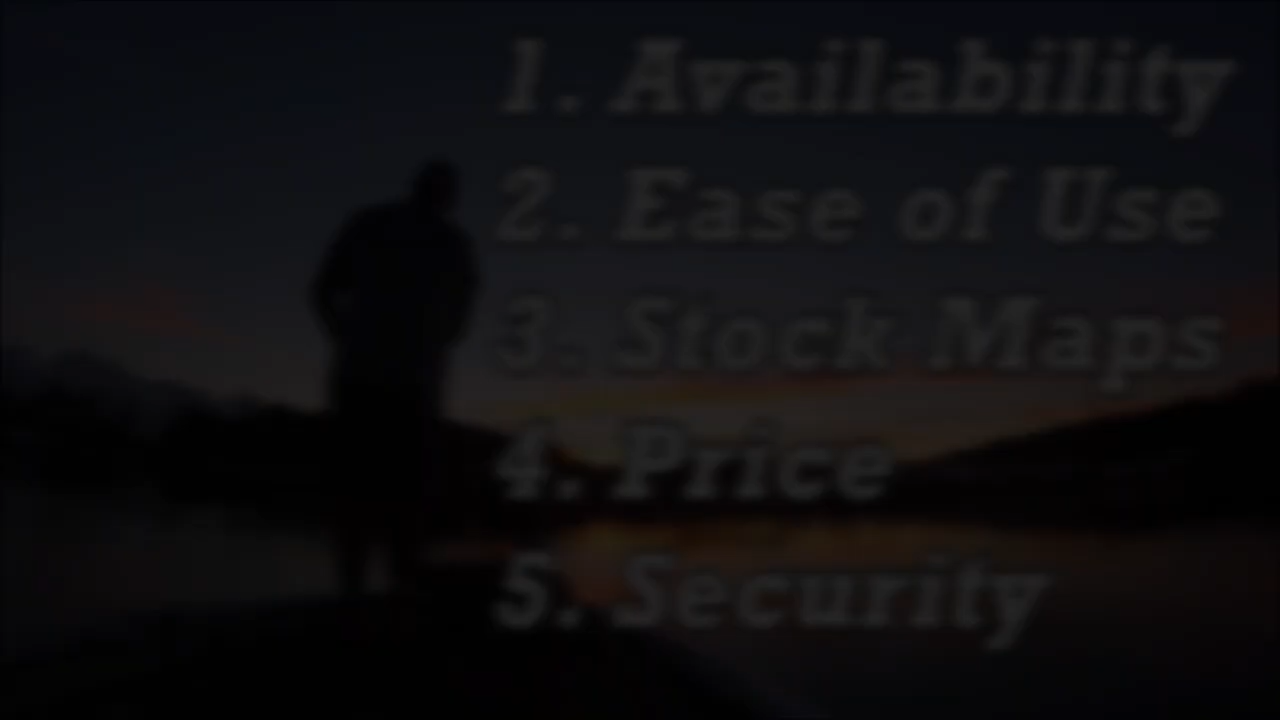 1. Availability
2. Ease of Use
3. Stock Maps
4. Price
5. Security